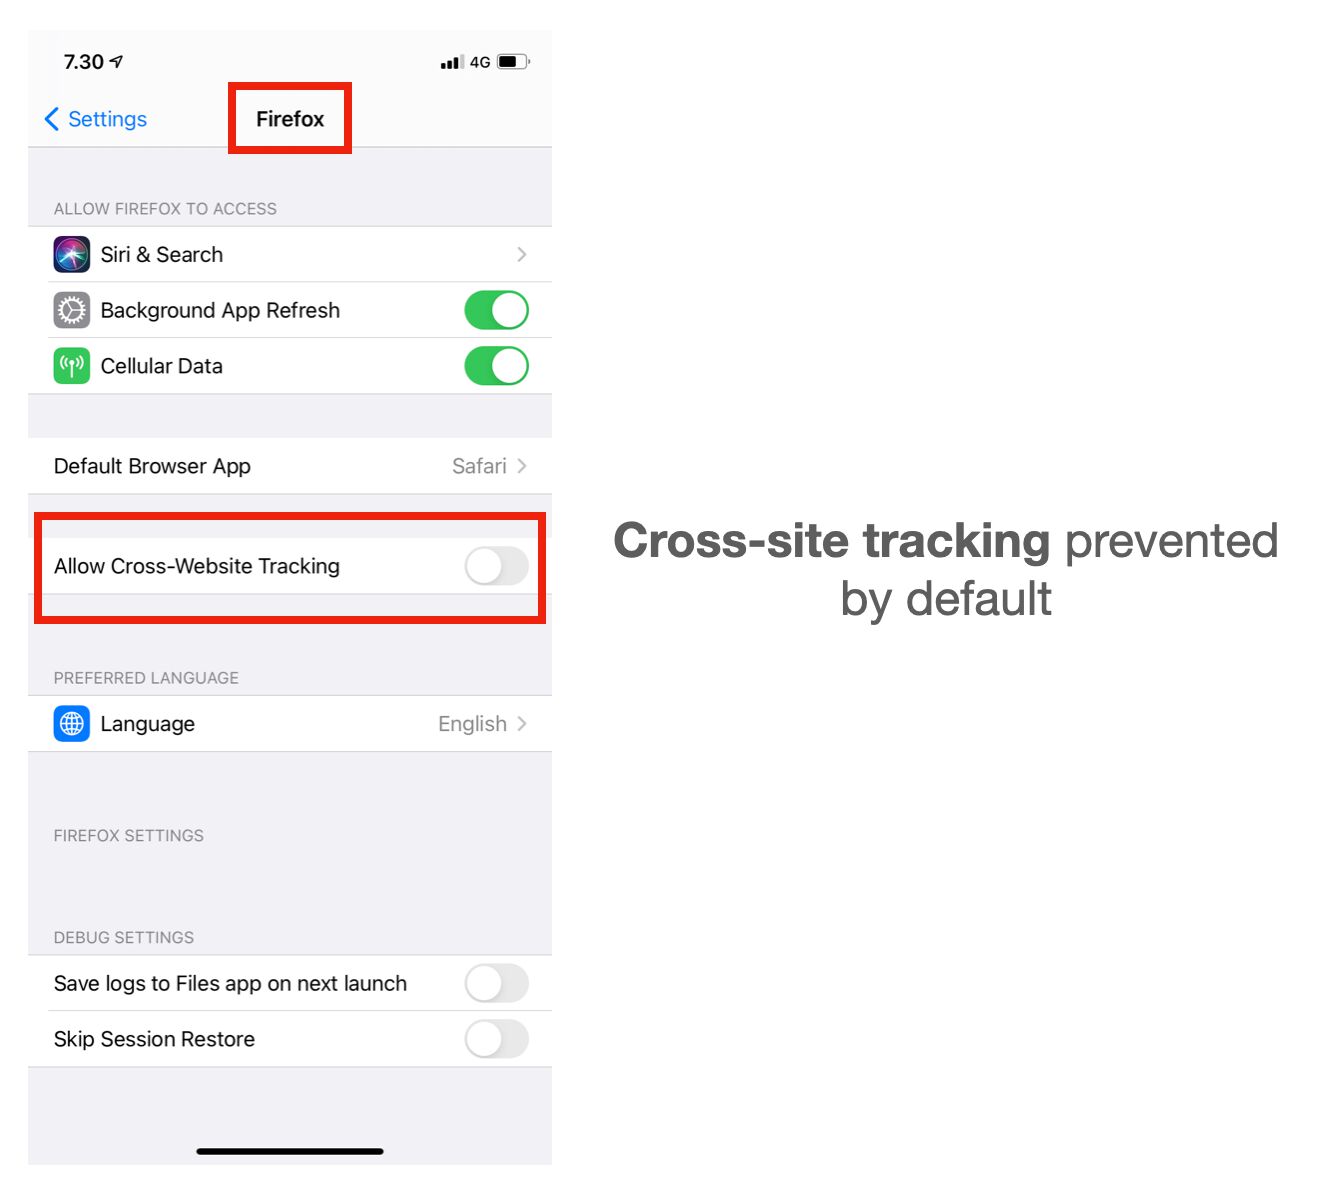 7.30
4G
Settings
Firefox
ALLOW FIREFOX TO ACCESS
Siri & Search
Background App Refresh
Cellular Data
Default Browser App Safari
Allow Cross-Website Tracking
PREFERRED LANGUAGE
Language English
FIREFOX SETTINGS
DEBUG SETTINGS
Save logs to Files app on next launch
Skip Session Restore
Cross-site tracking prevented
by default